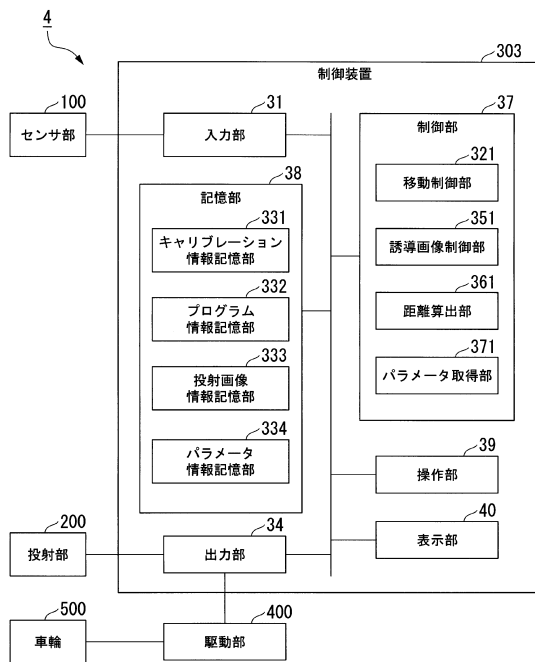 4
303
制御装置
100
センサ部
31
入力部
37
制御部
321
移動制御部
351
誘導画像制御部
361
距離算出部
371
パラメータ取得部
38
記憶部
331
キャリブレーション
情報記憶部
332
プログラム
情報記憶部
333
投射画像
情報記憶部
334
パラメータ
情報記憶部
39
操作部
40
表示部
200
投射部
34
出力部
500
車輪
400
駆動部